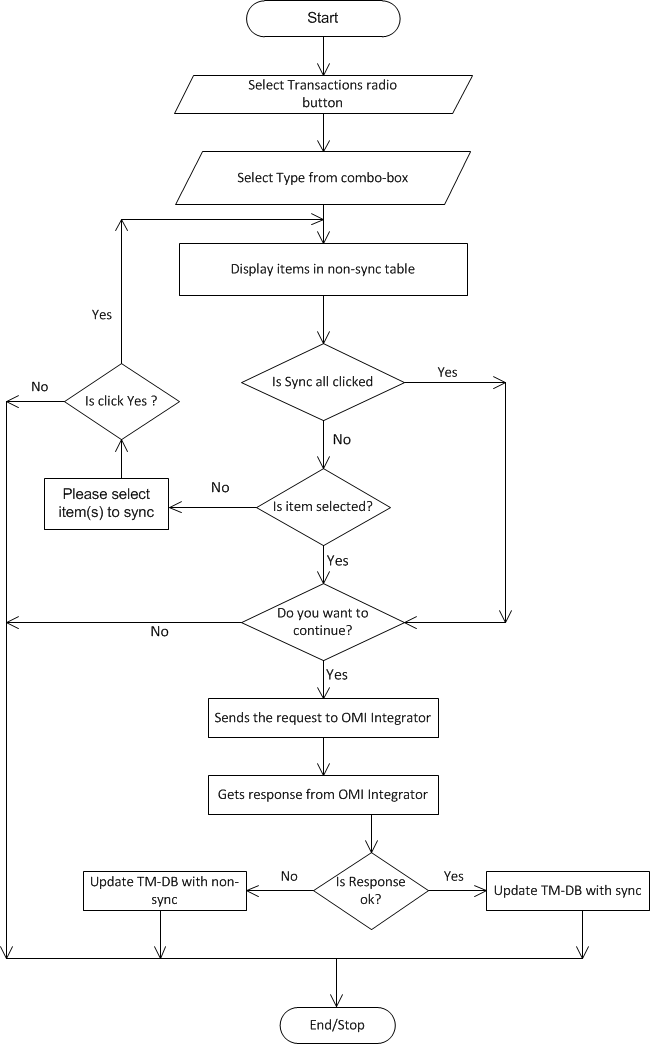 Start
Select Transactions radio
button
Select Type from combo-box
Display items in non-sync table
Yes
Is Sync all clicked
Yes
No
Is click Yes ?
No
Please select
item(s) to sync
No
Is item selected?
Yes
Do you want to
continue?
No
Yes
Sends the request to OMI Integrator
Gets response from OMI Integrator
Update TM-DB with non-
sync
No
Is Response
ok?
Yes
Update TM-DB with sync
End/Stop